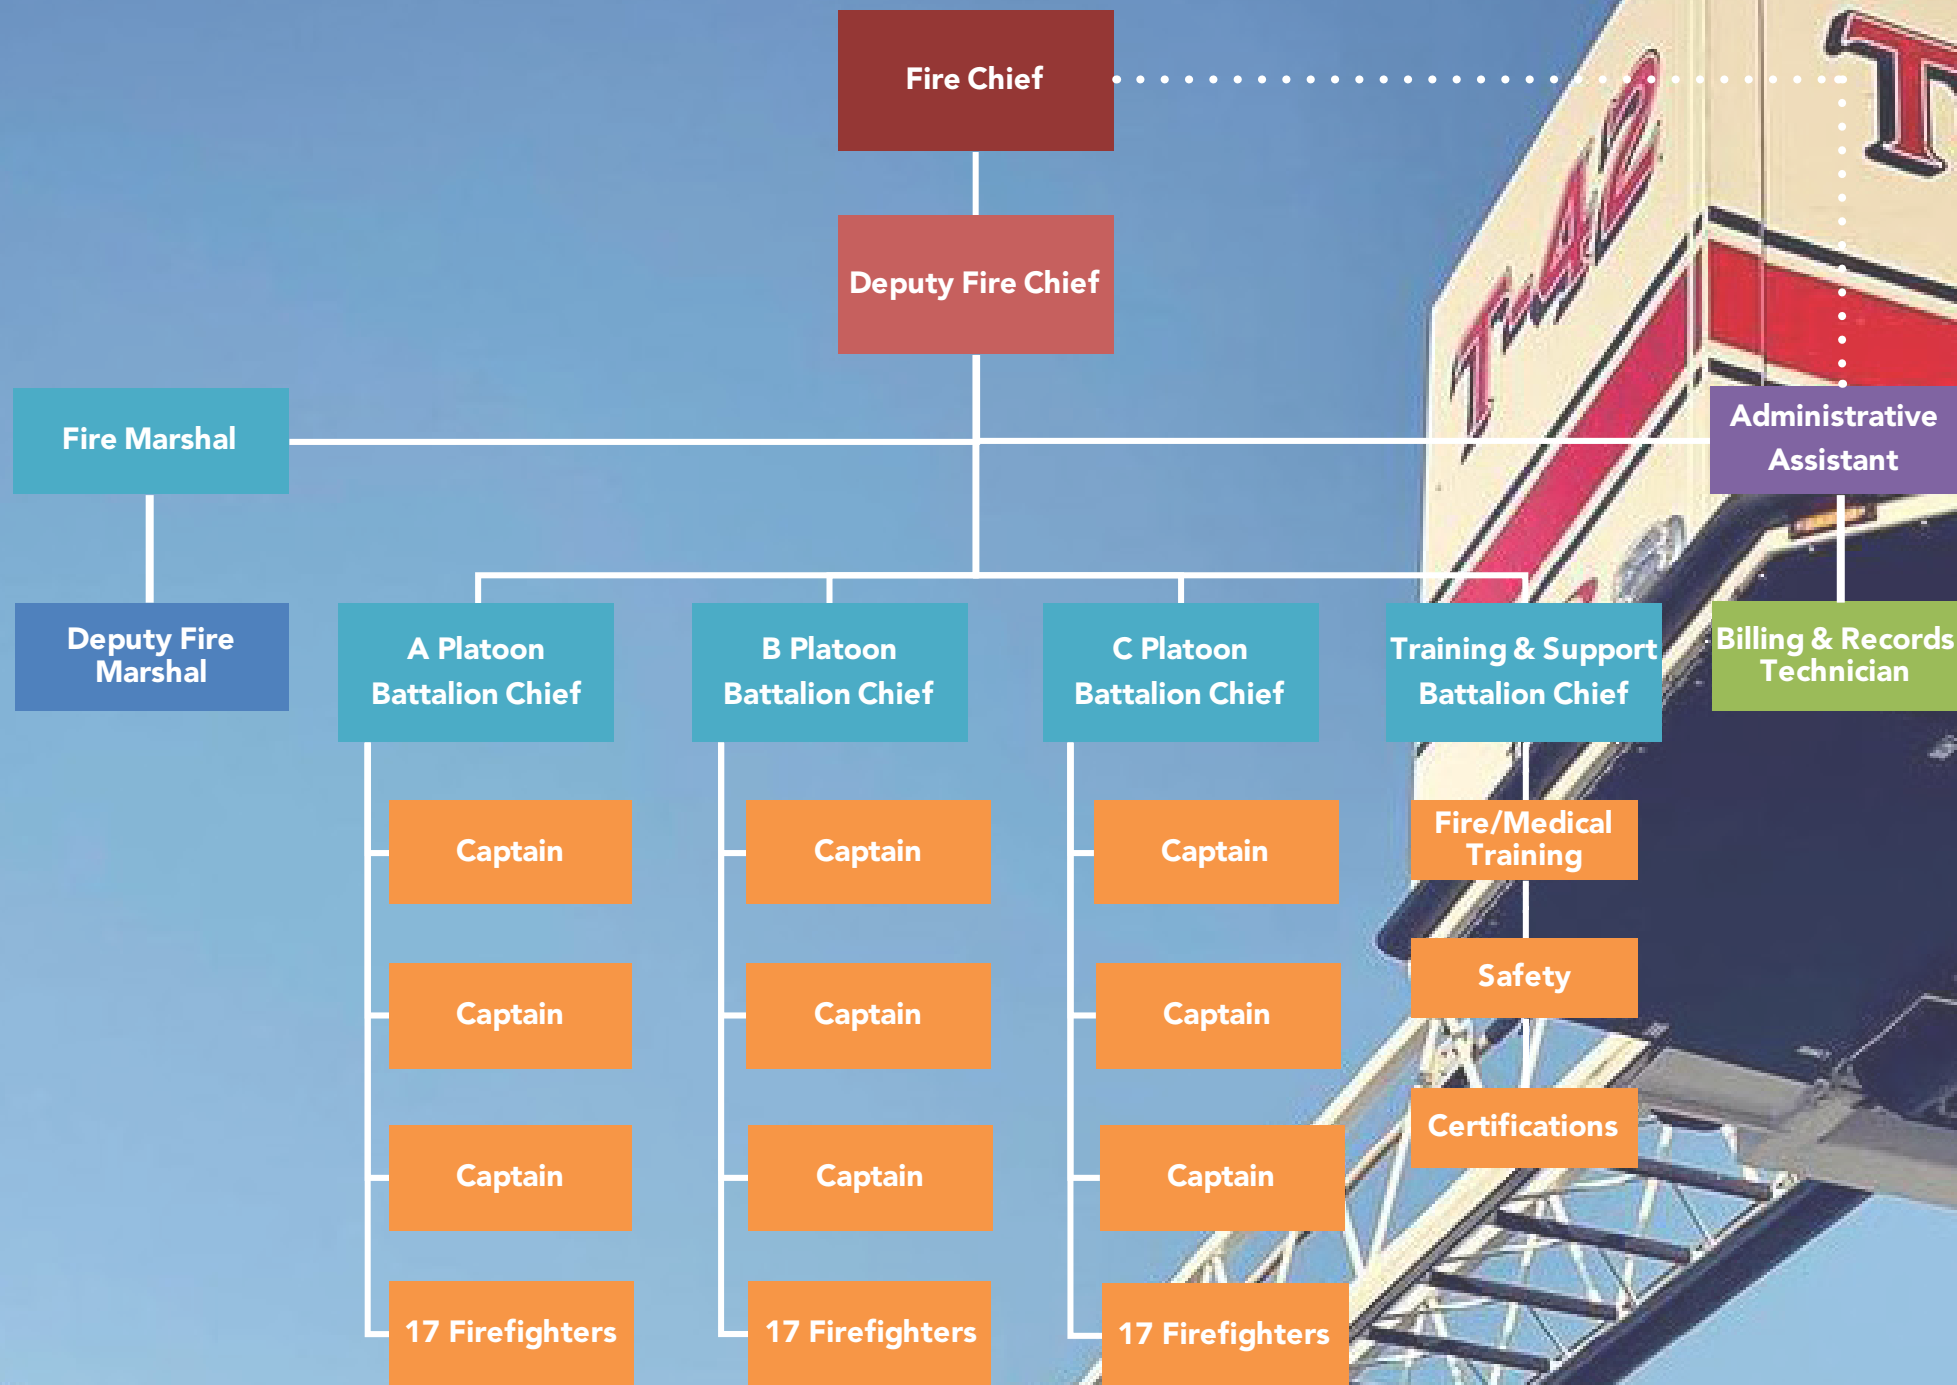 Fire Chief
Deputy Fire Chief
T-42
T
Fire Marshal
Administrative
Assistant
Deputy Fire
Marshal
A Platoon
Battalion Chief
B Platoon
Battalion Chief
C Platoon
Battalion Chief
Training & Support
Battalion Chief
Billing & Records
Technician
Captain
Captain
Captain
Fire/Medical
Training
Captain
Captain
Captain
Safety
Captain
Captain
Captain
Certifications
17 Firefighters
17 Firefighters
17 Firefighters